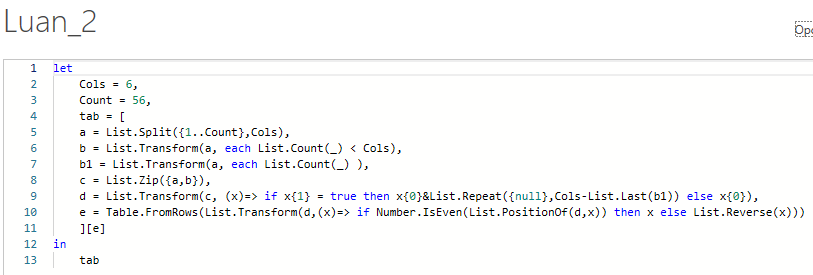 Luan_2
1 let
2 Cols = 6,
3 Count = 56,
4 tab = [
5 a = List.Split({1..Count},Cols),
6 b = List.Transform(a, each List.Count(_) < Cols),
7 b1 = List.Transform(a, each List.Count(_) ),
8 c = List.Zip({a,b}),
9 d = List.Transform(c, (x)=> if x{1} = true then x{0}&List.Repeat({null},Cols-List.Last(b1)) else x{0}),
10 e = Table.FromRows(List.Transform(d,(x)=> if Number.IsEven(List.PositionOf(d,x)) then x else List.Reverse(x)))
11 ][e]
12 in
13 tab